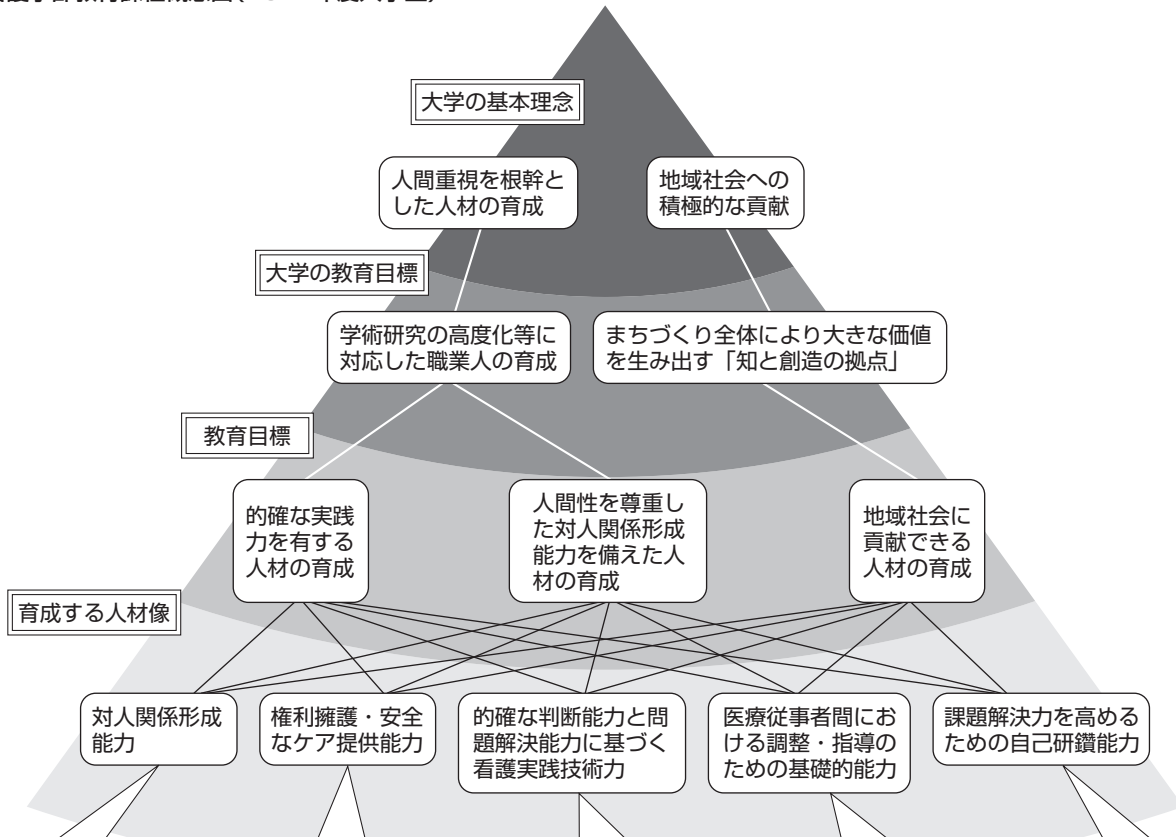 大学の基本理念
人間重視を根幹と
した人材の育成
地域社会への
積極的な貢献
大学の教育目標
学術研究の高度化等に
対応した職業人の育成
まちづくり全体により大きな価値
を生み出す「知と創造の拠点」
教育目標
的確な実践
力を有する
人材の育成
人間性を尊重し
た対人関係形成
能力を備えた人
材の育成
地域社会に
貢献できる
人材の育成
育成する人材像
対人関係形成
能力
権利擁護・安全
なケア提供能力
的確な判断能力と問
題解決能力に基づく
看護実践技術力
医療従事者間にお
ける調整・指導の
ための基礎的能力
課題解決力を高める
ための自己研鑽能力